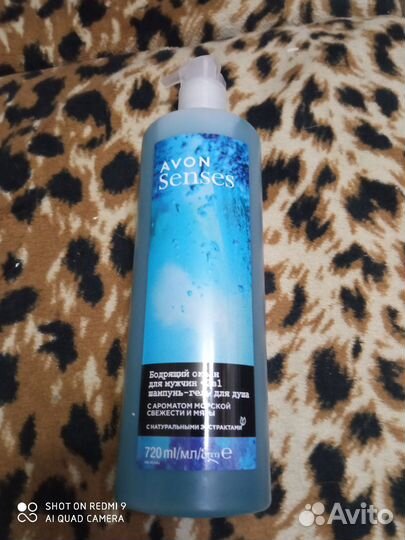 AVON
senses
Бодрящий океан
для мужчин 2в1
шампунь-гель для душа
С АРОМАТОМ МОРСКОЙ
СВЕЖЕСТИ И МЯТЫ
С НАТУРАЛЬНЫМИ ЭКСТРАКТАМИ
720 ml/мл/ e
SHOT ON REDMI 9
AI QUAD CAMERA
Avito